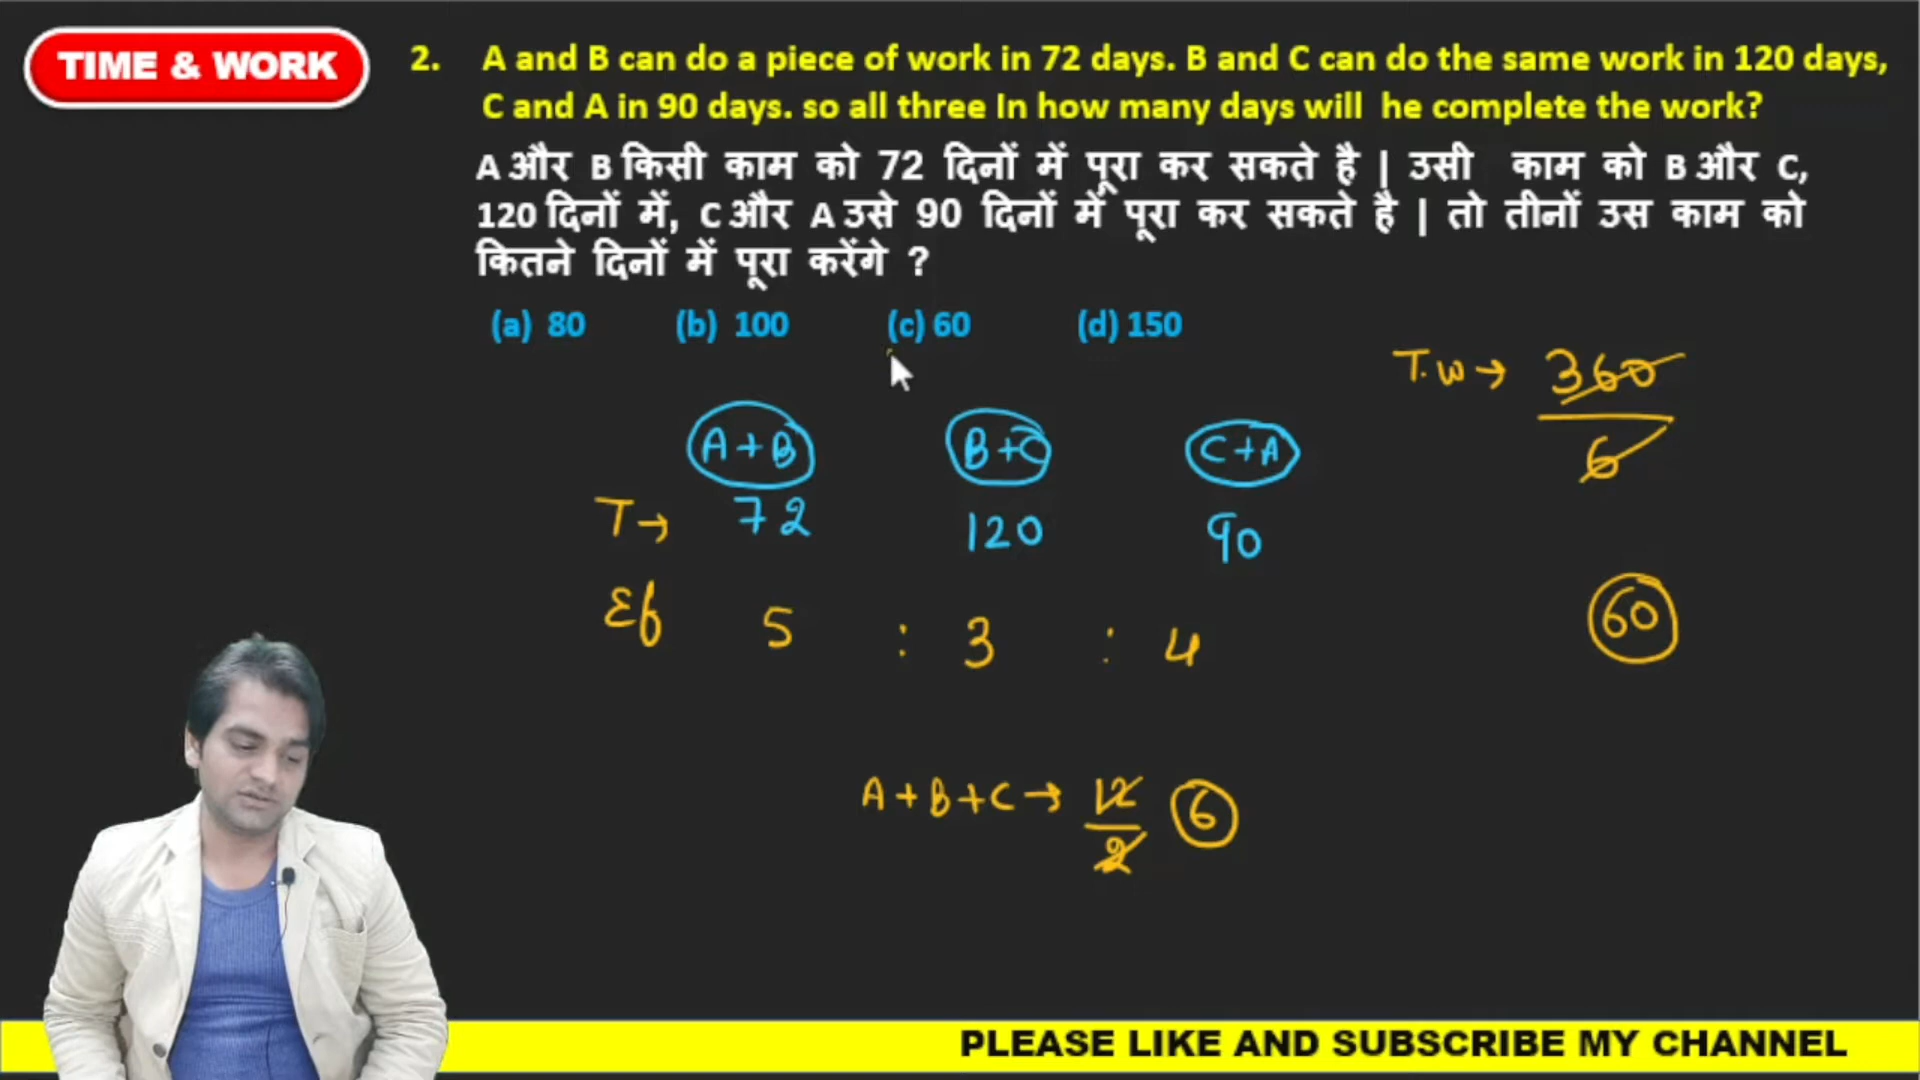 TIME & WORK
2. A and B can do a piece of work in 72 days. B and C can do the same work in 120 days,
C and A in 90 days. so all three In how many days will he complete the work?
A और B किसी काम को 72 दिनों में पूरा कर सकते है | उसी काम को B और C,
120 दिनों में, C और A उसे 90 दिनों में पूरा कर सकते है | तो तीनों उस काम को
कितने दिनों में पूरा करेंगे ?
(a) 80 (b) 100 (c) 60 (d) 150
T.W → 360
6
A+B B+C C+A
T → 72 120 90
Ef 5 : 3 : 4
60
A+B+C → 12 6
2
PLEASE LIKE AND SUBSCRIBE MY CHANNEL